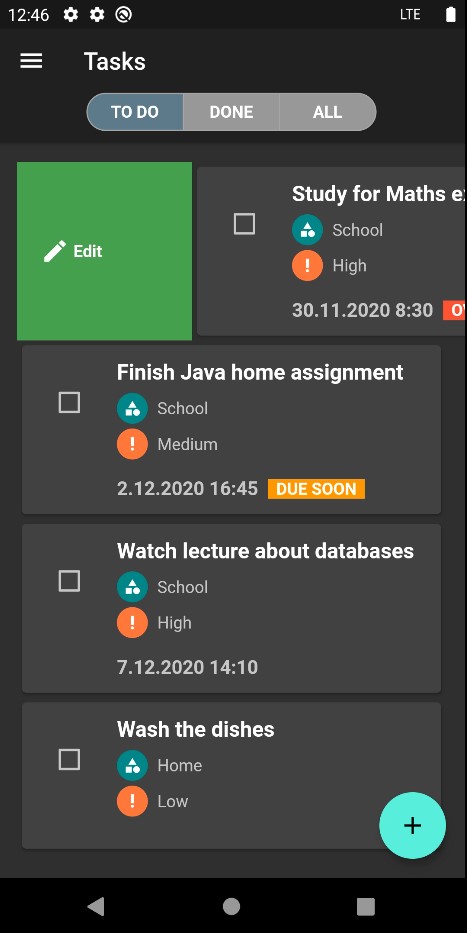 12:46
LTE
Tasks
TO DO
DONE
ALL
Edit
Study for Maths
School
High
30.11.2020 8:30
Finish Java home assignment
School
Medium
2.12.2020 16:45 DUE SOON
Watch lecture about databases
School
High
7.12.2020 14:10
Wash the dishes
Home
Low